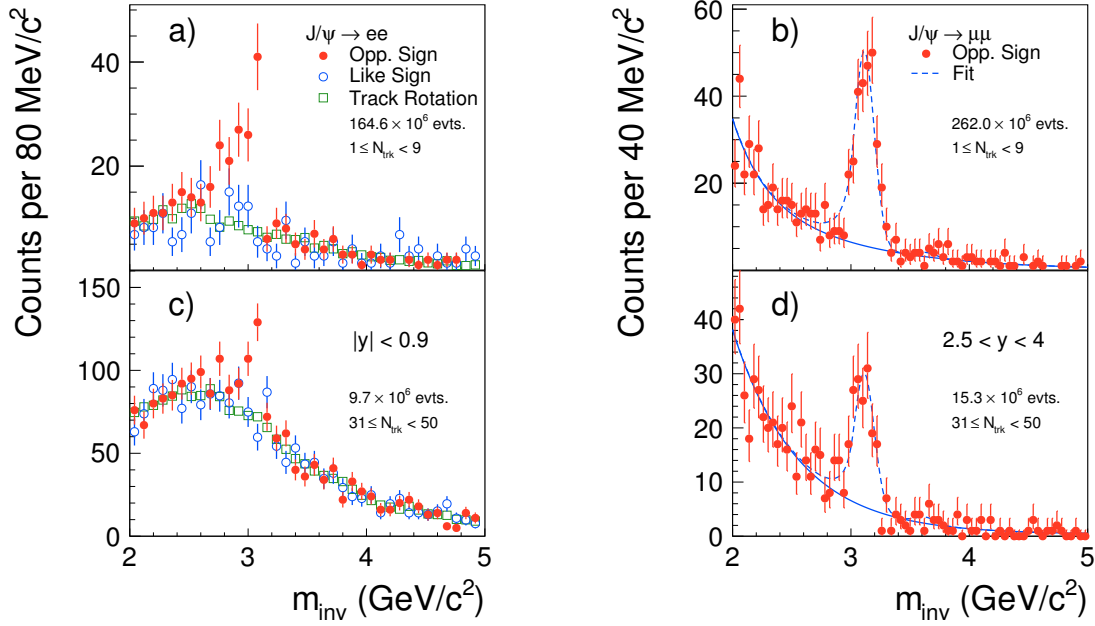 Counts per 80 MeV/c²
a)
J/ψ → ee
Opp. Sign
Like Sign
Track Rotation
164.6 × 10⁶ evts.
1 ≤ N_trk < 9
40
20
c)
|y| < 0.9
9.7 × 10⁶ evts.
31 ≤ N_trk < 50
150
100
50
0
2 3 4 5
m_inv (GeV/c²)
Counts per 40 MeV/c²
b)
J/ψ → μμ
Opp. Sign
Fit
262.0 × 10⁶ evts.
1 ≤ N_trk < 9
60
40
20
d)
2.5 < y < 4
15.3 × 10⁶ evts.
31 ≤ N_trk < 50
40
30
20
10
0
2 3 4 5
m_inv (GeV/c²)